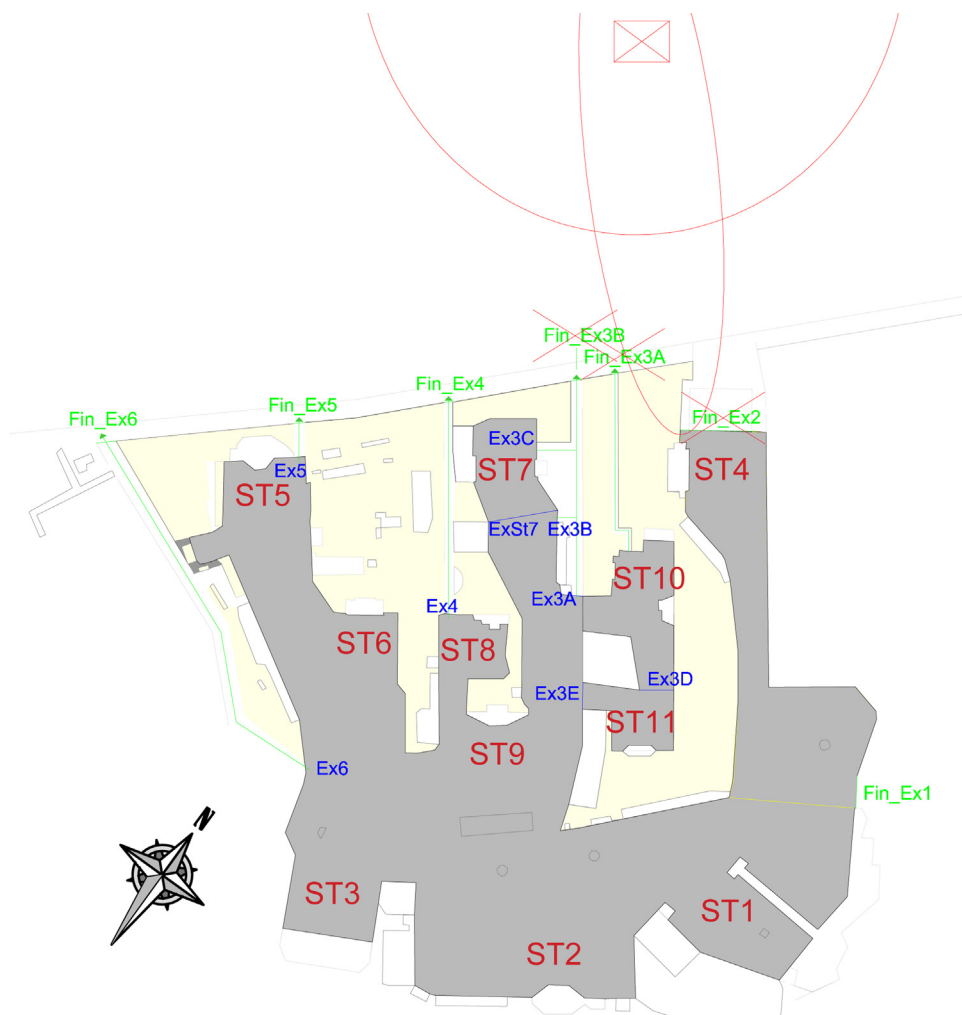 Fin_Ex3B
Fin_Ex3A
Fin_Ex4
Fin_Ex5
Fin_Ex6
Fin_Ex2
Ex3C
ST7
ST4
Ex5
ST5
ExSt7
Ex3B
ST10
Ex3A
Ex4
ST6
ST8
Ex3D
Ex3E
ST11
ST9
Ex6
Fin_Ex1
N
ST3
ST1
ST2